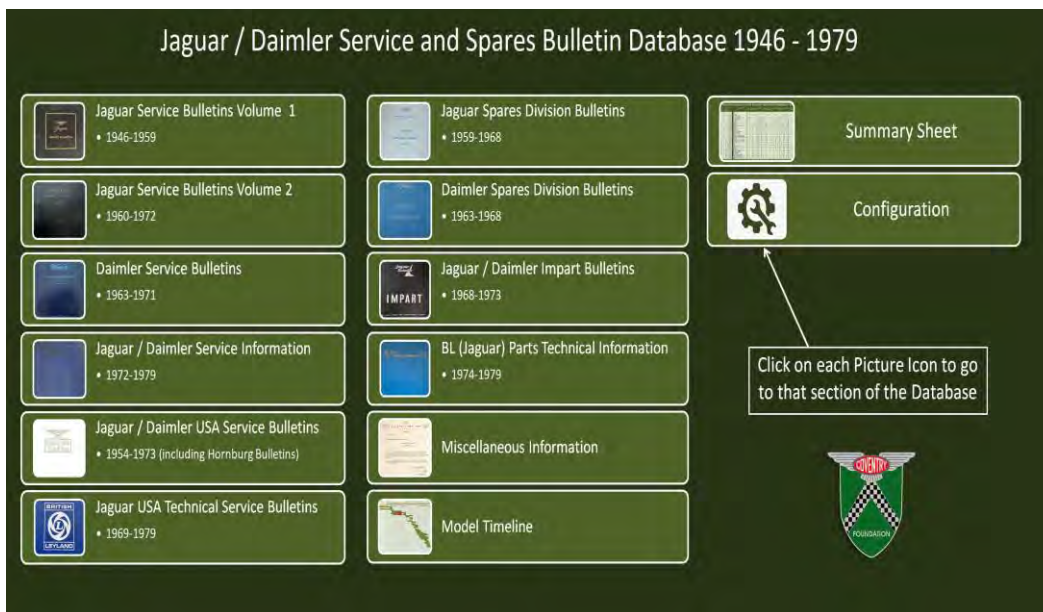 Jaguar / Daimler Service and Spares Bulletin Database 1946 - 1979
Jaguar Service Bulletins Volume 1
• 1946-1959
Jaguar Service Bulletins Volume 2
• 1960-1972
Daimler Service Bulletins
• 1963-1971
Jaguar / Daimler Service Information
• 1972-1979
Jaguar / Daimler USA Service Bulletins
• 1954-1973 (including Hornburg Bulletins)
BRITISH
LEYLAND
Jaguar USA Technical Service Bulletins
• 1969-1979
Jaguar Spares Division Bulletins
• 1959-1968
Daimler Spares Division Bulletins
• 1963-1968
IMPART
Jaguar / Daimler Impart Bulletins
• 1968-1973
BL (Jaguar) Parts Technical Information
• 1974-1979
Miscellaneous Information
Model Timeline
Summary Sheet
Configuration
Click on each Picture Icon to go
to that section of the Database
COVENTRY
FOUNDATION